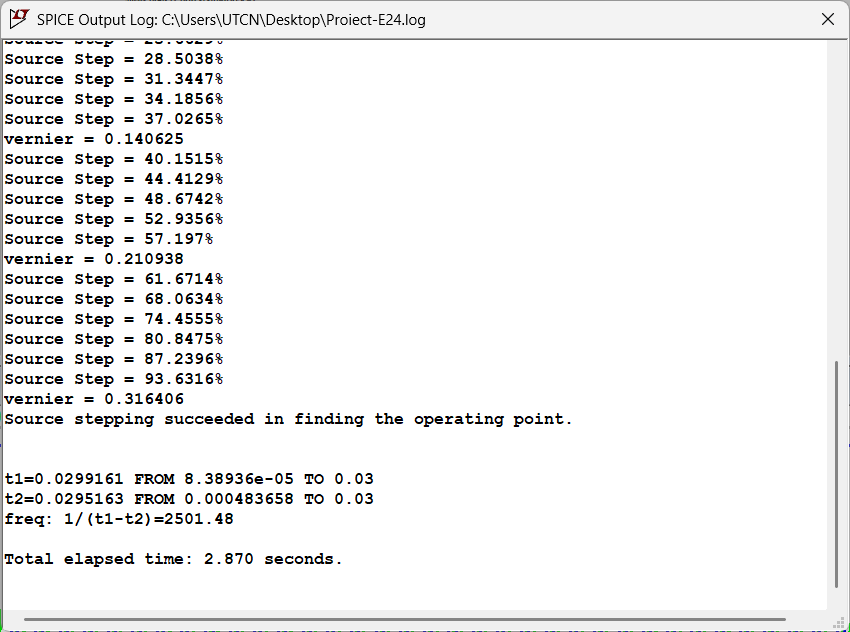 SPICE Output Log: C:\Users\UTCN\Desktop\Proiect-E24.log
Source Step = 28.5038%
Source Step = 31.3447%
Source Step = 34.1856%
Source Step = 37.0265%
vernier = 0.140625
Source Step = 40.1515%
Source Step = 44.4129%
Source Step = 48.6742%
Source Step = 52.9356%
Source Step = 57.197%
vernier = 0.210938
Source Step = 61.6714%
Source Step = 68.0634%
Source Step = 74.4555%
Source Step = 80.8475%
Source Step = 87.2396%
Source Step = 93.6316%
vernier = 0.316406
Source stepping succeeded in finding the operating point.
t1=0.0299161 FROM 8.38936e-05 TO 0.03
t2=0.0295163 FROM 0.000483658 TO 0.03
freq: 1/(t1-t2)=2501.48
Total elapsed time: 2.870 seconds.